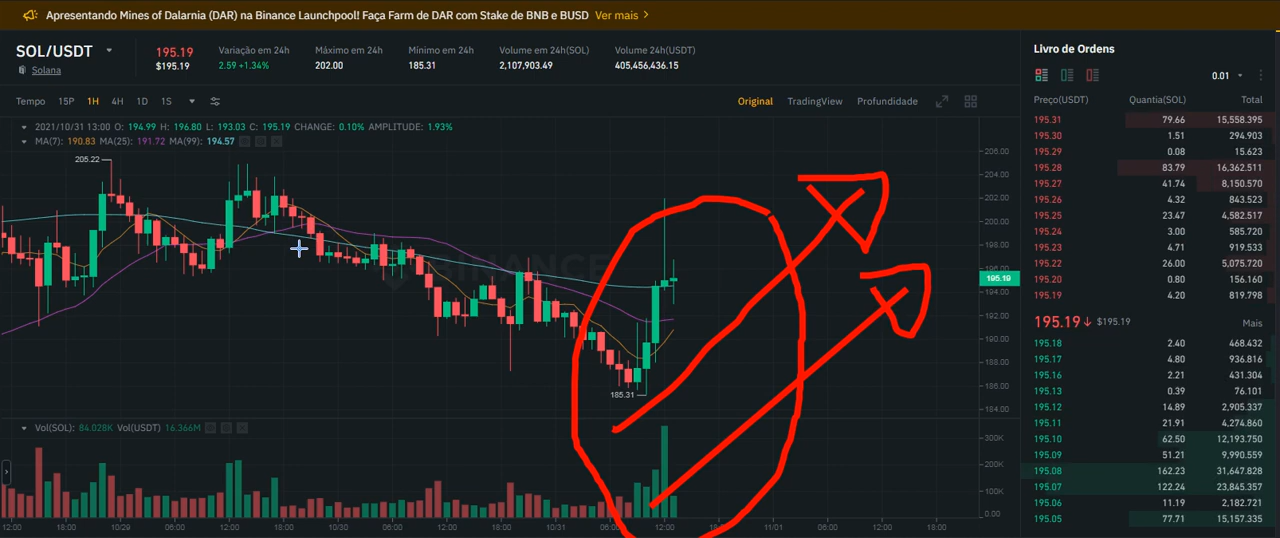 Apresentando Mines of Dalarnia (DAR) na Binance Launchpool! Faça Farm de DAR com Stake de BNB e BUSD Ver mais
SOL/USDT
Solana
195.19
$195.19
Variação em 24h
2.59 +1.34%
Máximo em 24h
202.00
Mínimo em 24h
185.31
Volume em 24h(SOL)
2,107,903.49
Volume 24h(USDT)
405,456,436.15
Tempo 15P 1H 4H 1D 1S
Original TradingView Profundidade
2021/10/31 13:00 O: 194.99 H: 196.80 L: 193.03 C: 195.19 CHANGE: 0.10% AMPLITUDE: 1.93%
MA(7): 190.83 MA(25): 191.72 MA(99): 194.57
205.22
185.31
BINANCE
206.00
204.00
202.00
200.00
198.00
196.00
195.19
194.00
192.00
190.00
188.00
186.00
184.00
Vol(SOL): 84.028K Vol(USDT) 16.366M
300K
200K
100K
0.00
12:00 18:00 10/29 06:00 12:00 18:00 10/30 06:00 12:00 18:00 10/31 06:00 12:00 11/01 06:00 12:00 18:00
Livro de Ordens
0.01
Preço(USDT) Quantia(SOL) Total
195.31 79.66 15,558.395
195.30 1.51 294.903
195.29 0.08 15.623
195.28 83.79 16,362.511
195.27 41.74 8,150.570
195.26 4.32 843.523
195.25 23.47 4,582.517
195.24 3.00 585.720
195.23 4.71 919.533
195.22 26.00 5,075.720
195.20 0.80 156.160
195.19 4.20 819.798
195.19↓ $195.19 Mais
195.18 2.40 468.432
195.17 4.80 936.816
195.16 2.21 431.304
195.13 0.39 76.101
195.12 14.89 2,905.337
195.11 21.91 4,274.860
195.10 62.50 12,193.750
195.09 51.21 9,990.559
195.08 162.23 31,647.828
195.07 122.24 23,845.357
195.06 11.19 2,182.721
195.05 77.71 15,157.335